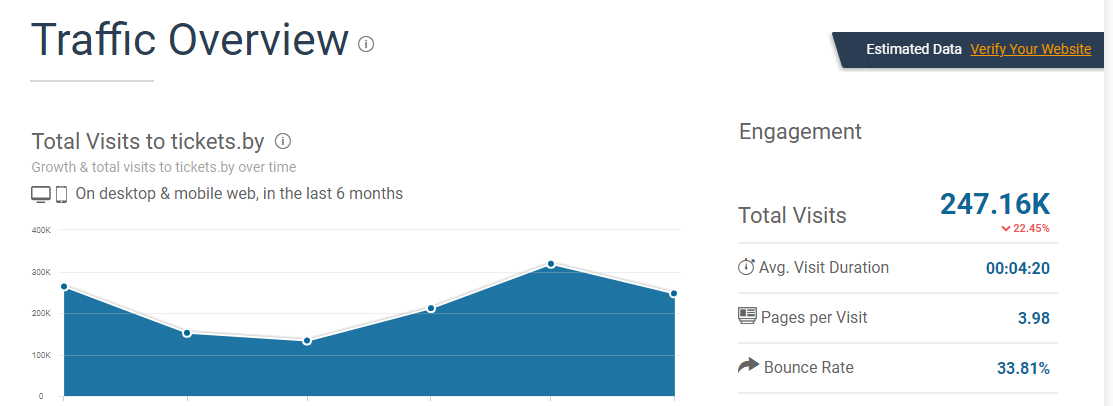 Traffic Overview
Estimated Data Verify Your Website
Total Visits to tickets.by
Growth & total visits to tickets.by over time
On desktop & mobile web, in the last 6 months
400K
300K
200K
100K
0
Engagement
Total Visits 247.16K
22.45%
Avg. Visit Duration 00:04:20
Pages per Visit 3.98
Bounce Rate 33.81%